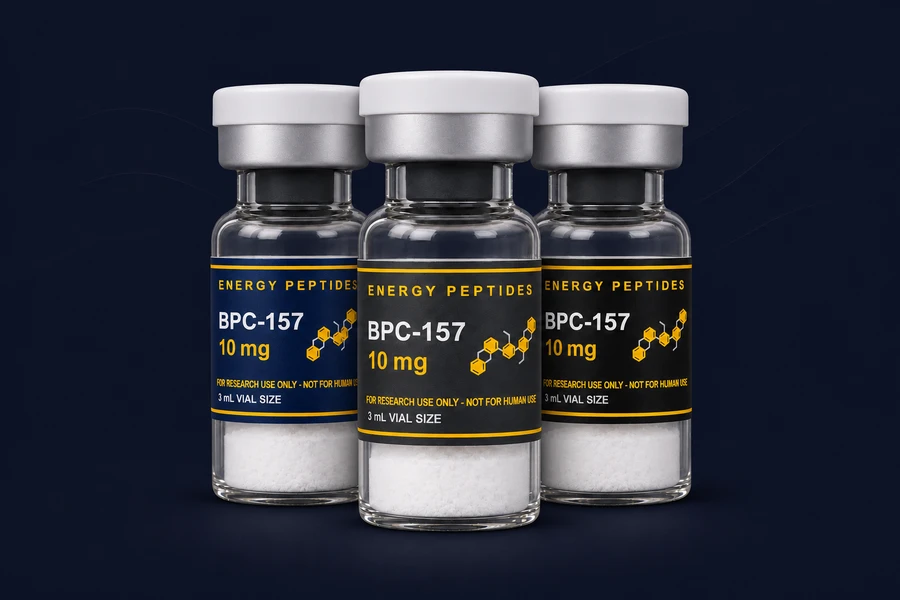 ENERGY PEPTIDES
BPC-157
10 mg
FOR RESEARCH USE ONLY - NOT FOR HUMAN
3 mL VIAL SIZE
ENERGY PEPTIDES
BPC-157
10 mg
FOR RESEARCH USE ONLY - NOT FOR HUMAN USE
3 mL VIAL SIZE
ENERGY PEPTIDES
BPC-157
10 mg
FOR RESEARCH USE ONLY - NOT FOR HUMAN USE
3 mL VIAL SIZE